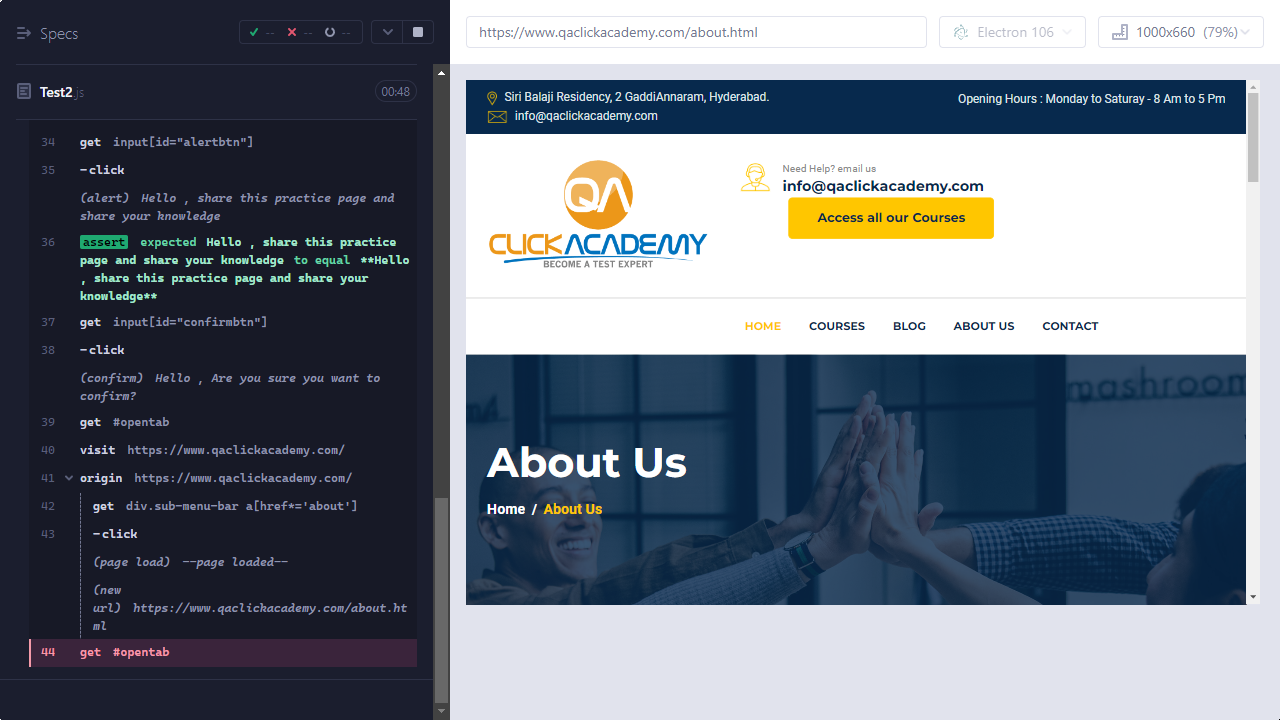 Specs
-- -- --
Test2.js
00:48
34 get input[id="alertbtn"]
35 -click
(alert) Hello , share this practice page and
share your knowledge
36 assert expected Hello , share this practice
page and share your knowledge to equal **Hello
, share this practice page and share your
knowledge**
37 get input[id="confirmbtn"]
38 -click
(confirm) Hello , Are you sure you want to
confirm?
39 get #opentab
40 visit https://www.qaclickacademy.com/
41 origin https://www.qaclickacademy.com/
42 get div.sub-menu-bar a[href*='about']
43 -click
(page load) --page loaded--
(new
url) https://www.qaclickacademy.com/about.ht
ml
44 get #opentab
https://www.qaclickacademy.com/about.html
Electron 106
1000x660 (79%)
Siri Balaji Residency, 2 GaddiAnnaram, Hyderabad.
info@qaclickacademy.com
Opening Hours : Monday to Saturay - 8 Am to 5 Pm
QA
CLICK ACADEMY
BECOME A TEST EXPERT
Need Help? email us
info@qaclickacademy.com
Access all our Courses
HOME COURSES BLOG ABOUT US CONTACT
mashroom
About Us
Home / About Us